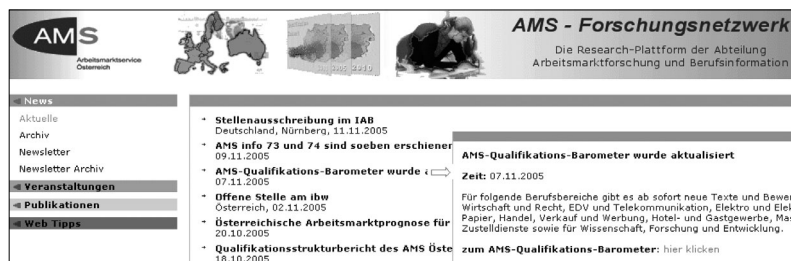 AMS
Arbeitsmarktservice
Österreich
AMS - Forschungsnetzwerk
Die Research-Plattform der Abteilung
Arbeitsmarktforschung und Berufsinformation
News
Aktuelle
Archiv
Newsletter
Newsletter Archiv
Veranstaltungen
Publikationen
Web Tipps
Stellenausschreibung im IAB
Deutschland, Nürnberg, 11.11.2005
AMS info 73 und 74 sind soeben erschienen
09.11.2005
AMS-Qualifikations-Barometer wurde a
07.11.2005
Offene Stelle am ibw
Österreich, 02.11.2005
Österreichische Arbeitsmarktprognose für
20.10.2005
Qualifikationsstrukturbericht des AMS Öste
18.10.2005
AMS-Qualifikations-Barometer wurde aktualisiert
Zeit: 07.11.2005
Für folgende Berufsbereiche gibt es ab sofort neue Texte und Bewer
Wirtschaft und Recht, EDV und Telekommunikation, Elektro und Elek
Papier, Handel, Verkauf und Werbung, Hotel- und Gastgewerbe, Mas
Zustelldienste sowie für Wissenschaft, Forschung und Entwicklung.
zum AMS-Qualifikations-Barometer: hier klicken